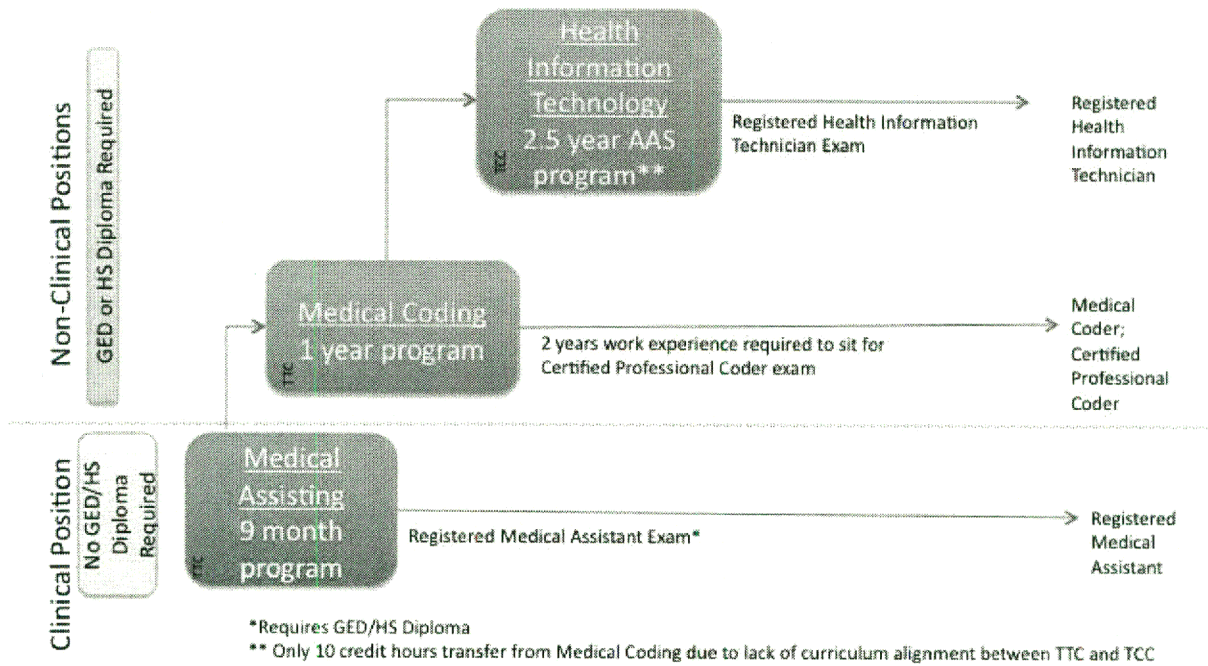 Health
Information
Technology
2.5 year AAS
program**
TCC
Registered Health Information
Technician Exam
Registered
Health
Information
Technician
Non-Clinical Positions
GED or HS Diploma Required
Medical Coding
1 year program
TTC
2 years work experience required to sit for
Certified Professional Coder exam
Medical
Coder;
Certified
Professional
Coder
Clinical Position
No GED/HS
Diploma
Required
Medical
Assisting
9 month
program
TTC
Registered Medical Assistant Exam*
Registered
Medical
Assistant
*Requires GED/HS Diploma
** Only 10 credit hours transfer from Medical Coding due to lack of curriculum alignment between TTC and TCC